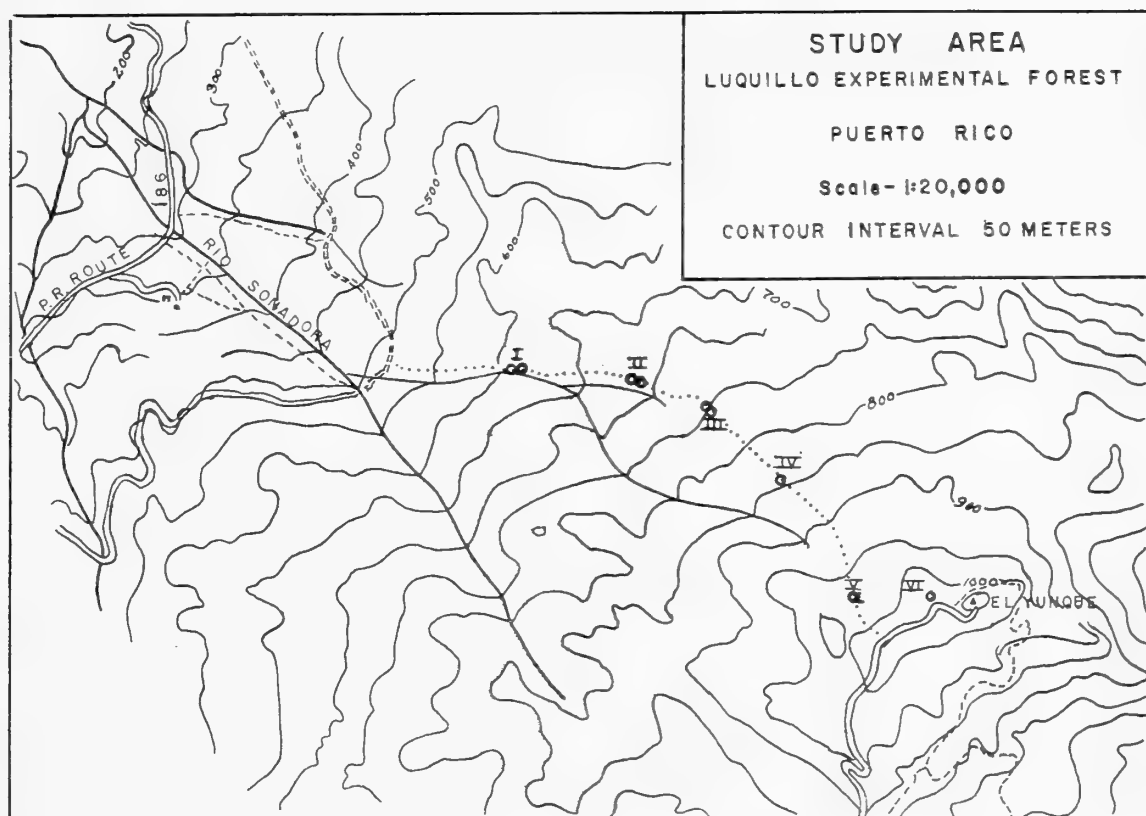 STUDY AREA
LUQUILLO EXPERIMENTAL FOREST
PUERTO RICO
Scale-1:20,000
CONTOUR INTERVAL 50 METERS
200
300
400
500
600
700
800
900
1000
186
P.R. ROUTE
RIO SONADORA
I
II
III
IV
V
VI
EL YUNQUE